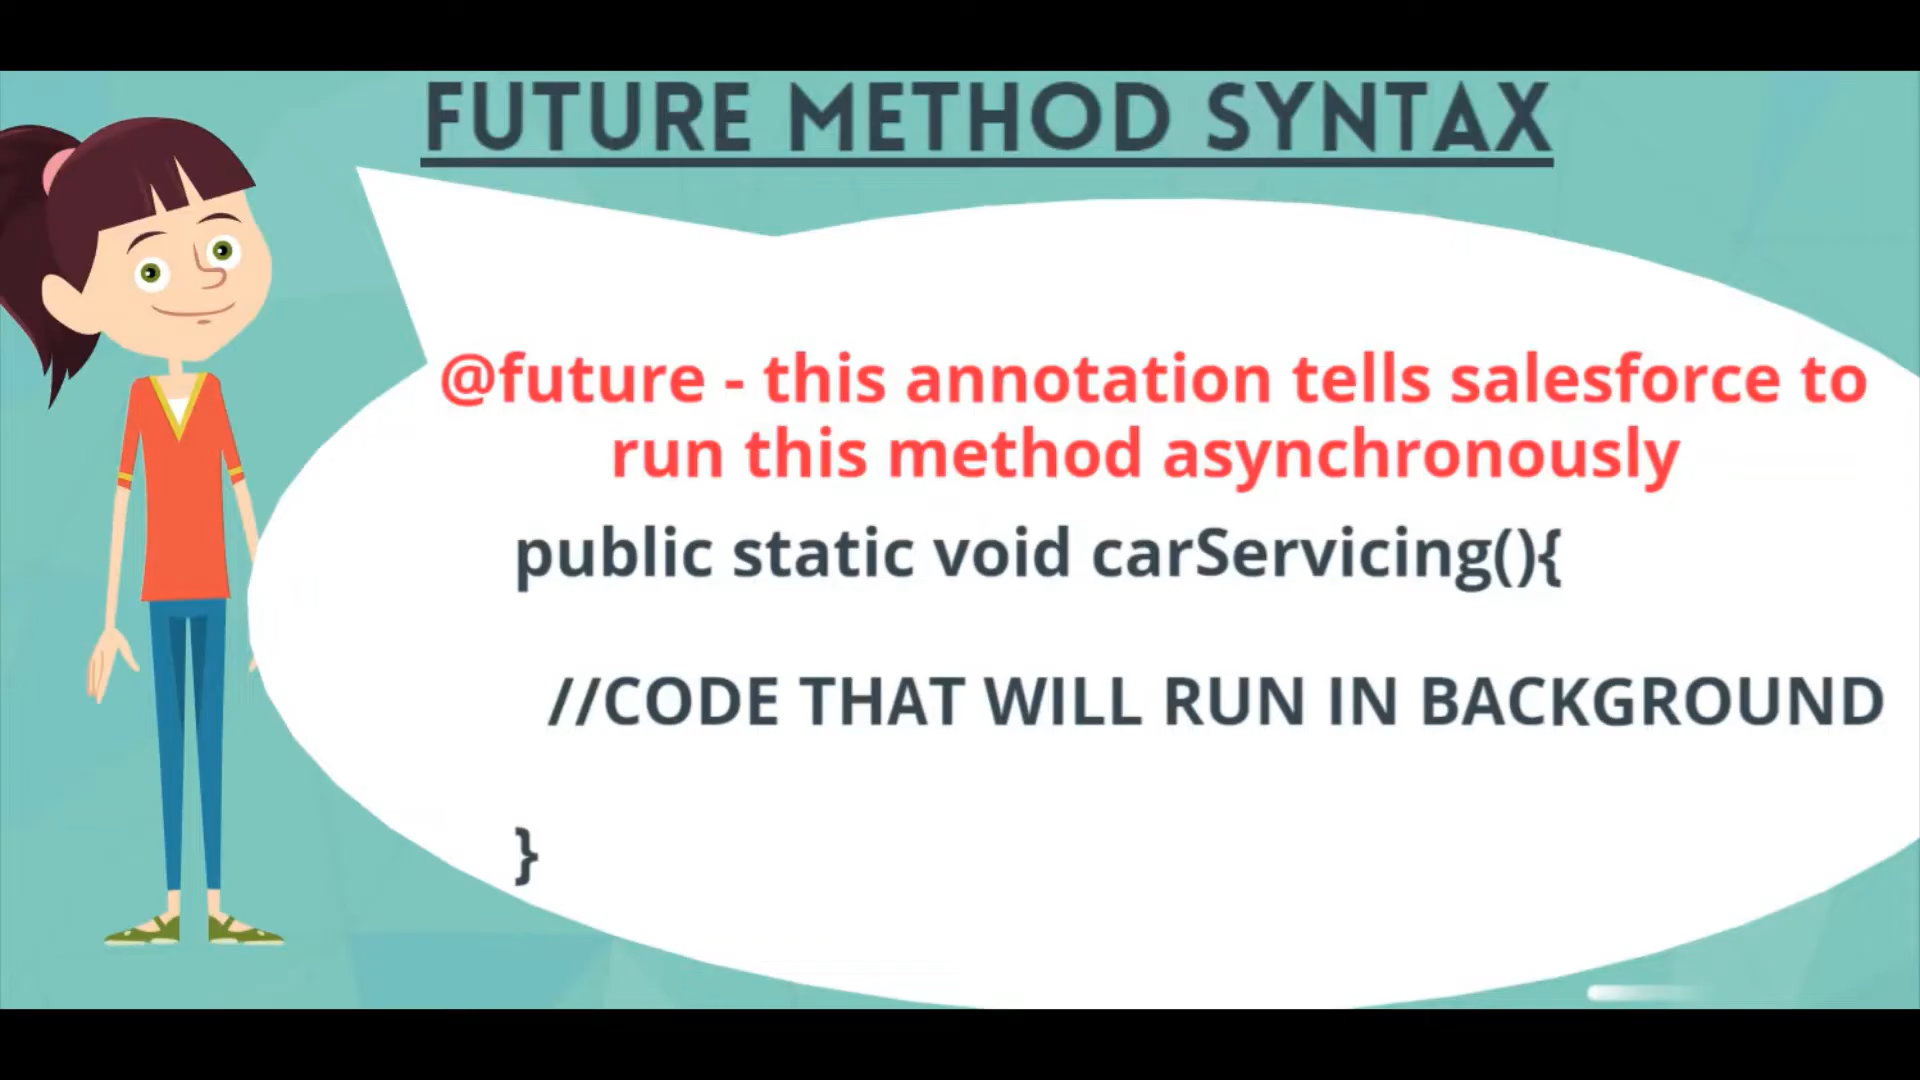 FUTURE METHOD SYNTAX
@future - this annotation tells salesforce to
run this method asynchronously
public static void carServicing(){
//CODE THAT WILL RUN IN BACKGROUND
}